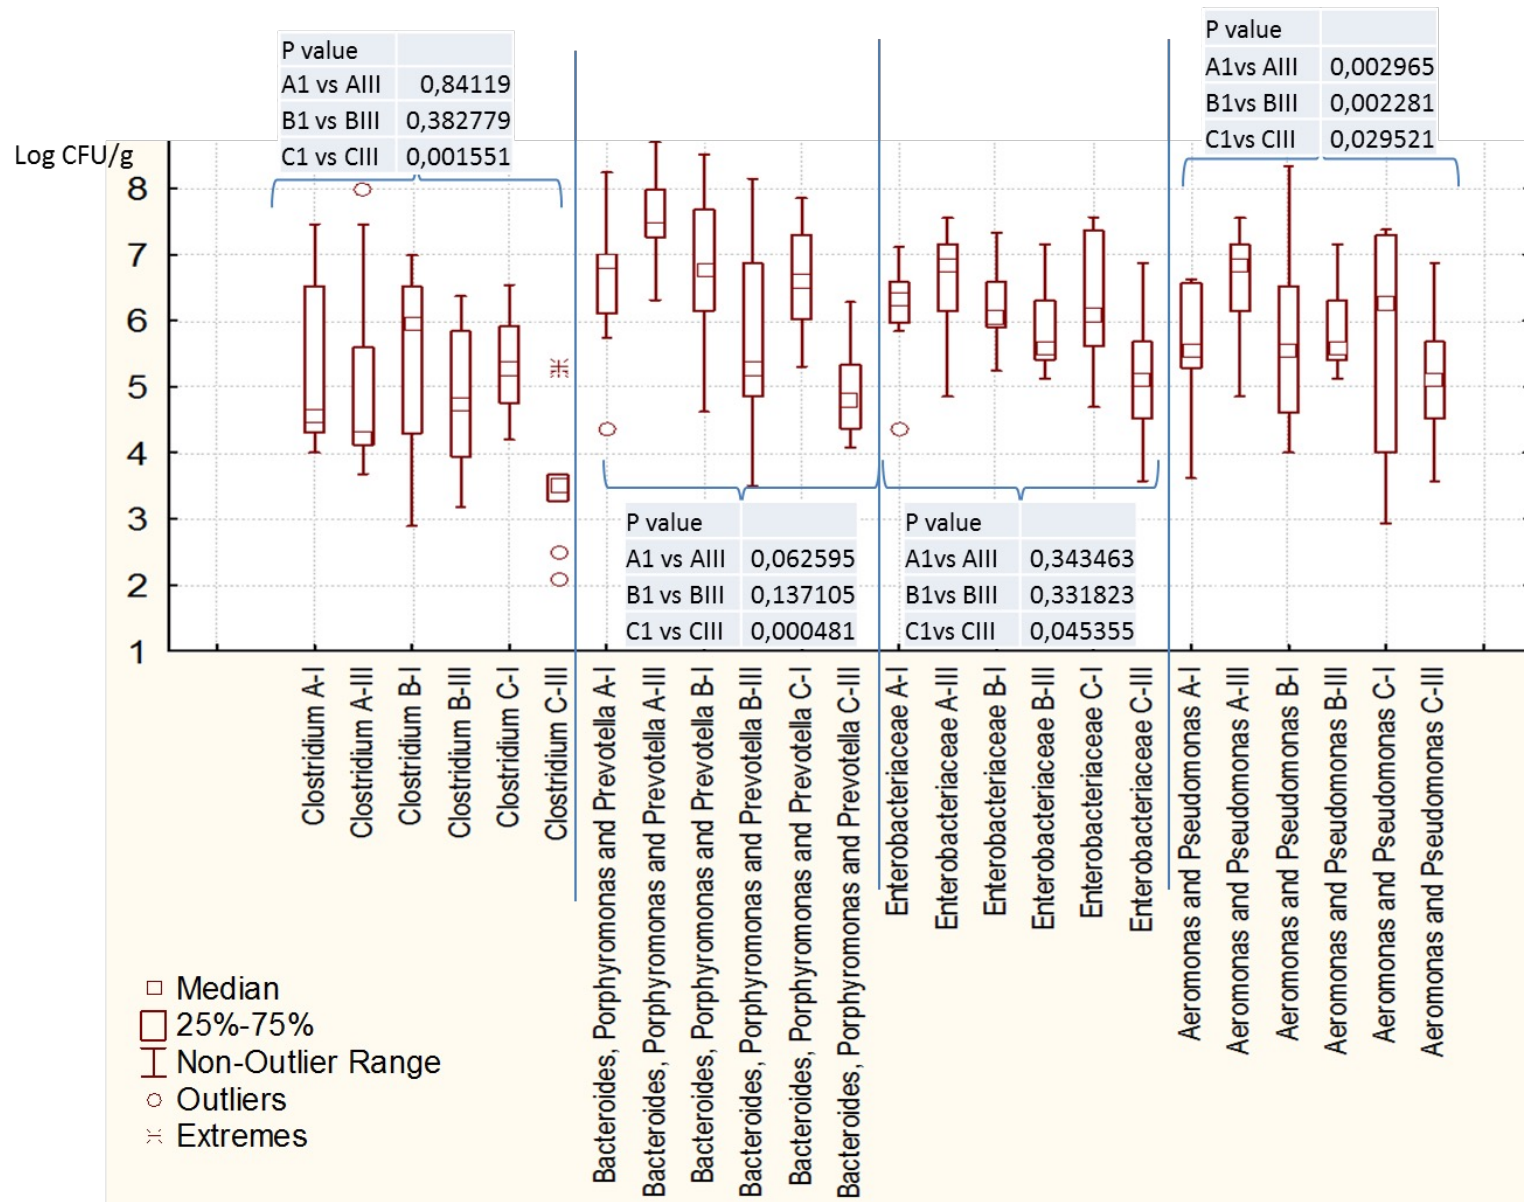 P value
A1 vs AIII 0,84119
B1 vs BIII 0,382779
C1 vs CIII 0,001551
P value
A1vs AIII 0,002965
B1vs BIII 0,002281
C1vs CIII 0,029521
Log CFU/g
8
7
6
5
4
3
2
1
P value
A1 vs AIII 0,062595
B1 vs BIII 0,137105
C1 vs CIII 0,000481
P value
A1vs AIII 0,343463
B1vs BIII 0,331823
C1vs CIII 0,045355
Clostridium A-I
Clostridium A-III
Clostridium B-I
Clostridium B-III
Clostridium C-I
Clostridium C-III
Bacteroides, Porphyromonas and Prevotella A-I
Bacteroides, Porphyromonas and Prevotella A-III
Bacteroides, Porphyromonas and Prevotella B-I
Bacteroides, Porphyromonas and Prevotella B-III
Bacteroides, Porphyromonas and Prevotella C-I
Bacteroides, Porphyromonas and Prevotella C-III
Enterobacteriaceae A-I
Enterobacteriaceae A-III
Enterobacteriaceae B-I
Enterobacteriaceae B-III
Enterobacteriaceae C-I
Enterobacteriaceae C-III
Aeromonas and Pseudomonas A-I
Aeromonas and Pseudomonas A-III
Aeromonas and Pseudomonas B-I
Aeromonas and Pseudomonas B-III
Aeromonas and Pseudomonas C-I
Aeromonas and Pseudomonas C-III
Median
25%-75%
Non-Outlier Range
Outliers
Extremes